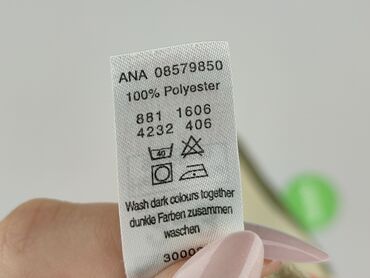 ANA 08579850
100% Polyester
881 1606
4232 406
40
Wash dark colours together
dunkle Farben zusammen
waschen